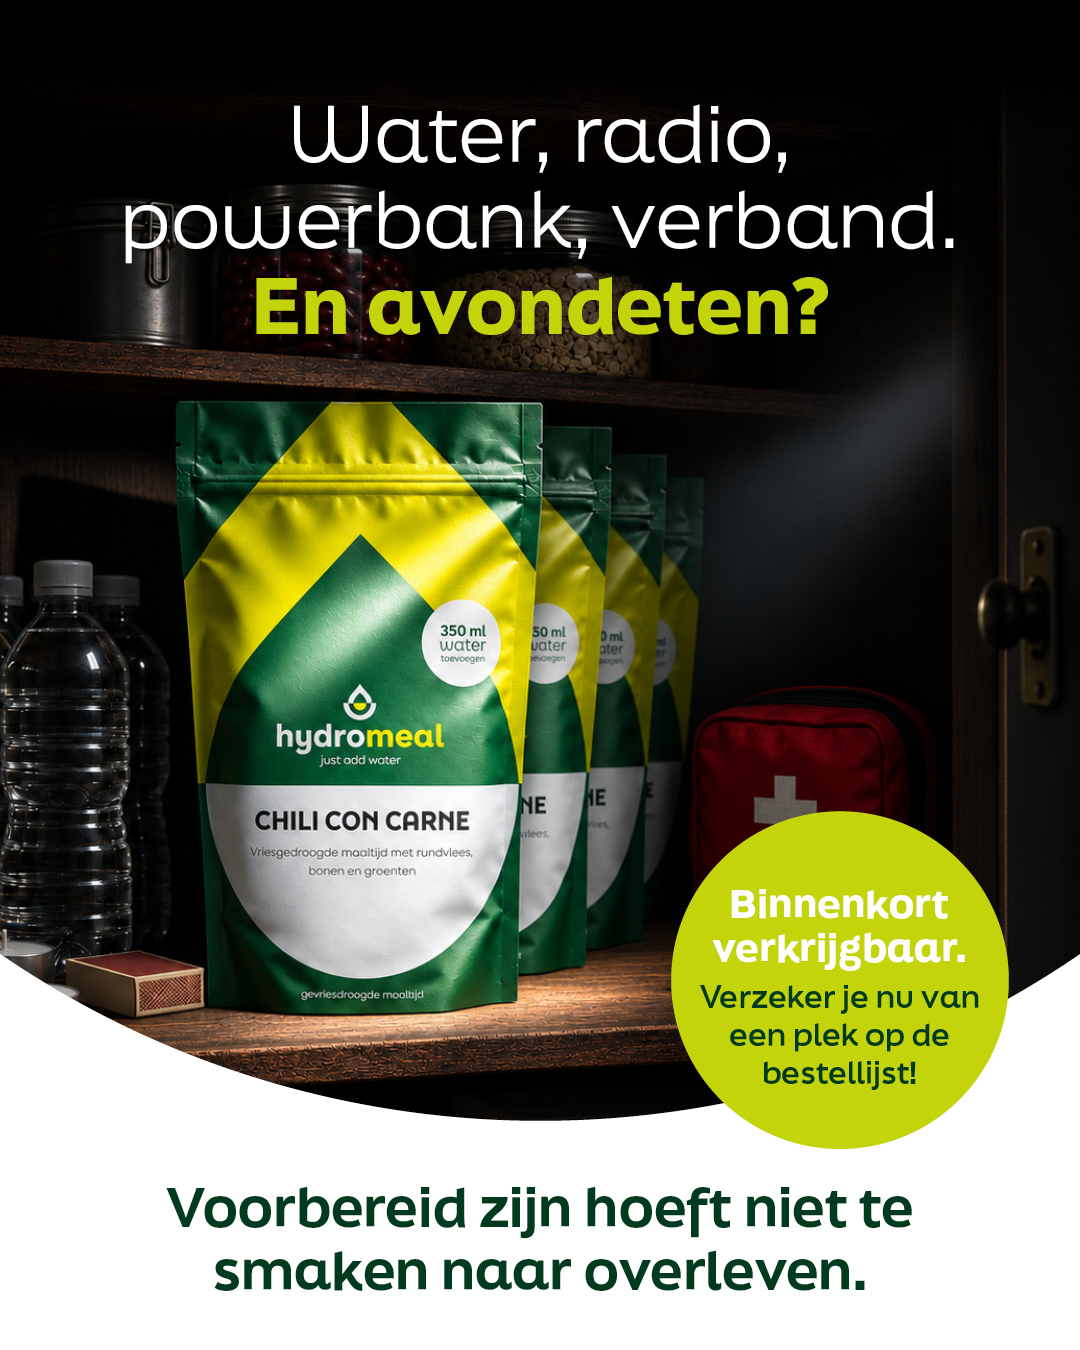 Water, radio,
powerbank, verband.
En avondeten?
350 ml
water
toevoegen
hydromeal
just add water
CHILI CON CARNE
Vriesgedroogde maaltijd met rundvlees,
bonen en groenten
gevriesdroogde maaltijd
Binnenkort
verkrijgbaar.
Verzeker je nu van
een plek op de
bestellijst!
Voorbereid zijn hoeft niet te
smaken naar overleven.